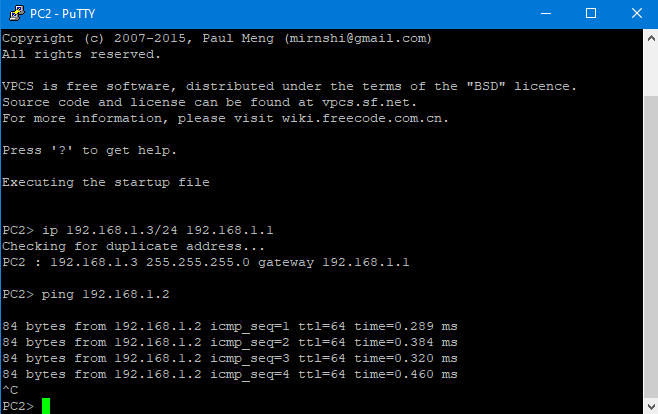 PC2 - PuTTY
Copyright (c) 2007-2015, Paul Meng (mirnshi@gmail.com)
All rights reserved.
VPCS is free software, distributed under the terms of the "BSD" licence.
Source code and license can be found at vpcs.sf.net.
For more information, please visit wiki.freecode.com.cn.
Press '?' to get help.
Executing the startup file
PC2> ip 192.168.1.3/24 192.168.1.1
Checking for duplicate address...
PC2 : 192.168.1.3 255.255.255.0 gateway 192.168.1.1
PC2> ping 192.168.1.2
84 bytes from 192.168.1.2 icmp_seq=1 ttl=64 time=0.289 ms
84 bytes from 192.168.1.2 icmp_seq=2 ttl=64 time=0.384 ms
84 bytes from 192.168.1.2 icmp_seq=3 ttl=64 time=0.320 ms
84 bytes from 192.168.1.2 icmp_seq=4 ttl=64 time=0.460 ms
^C
PC2>